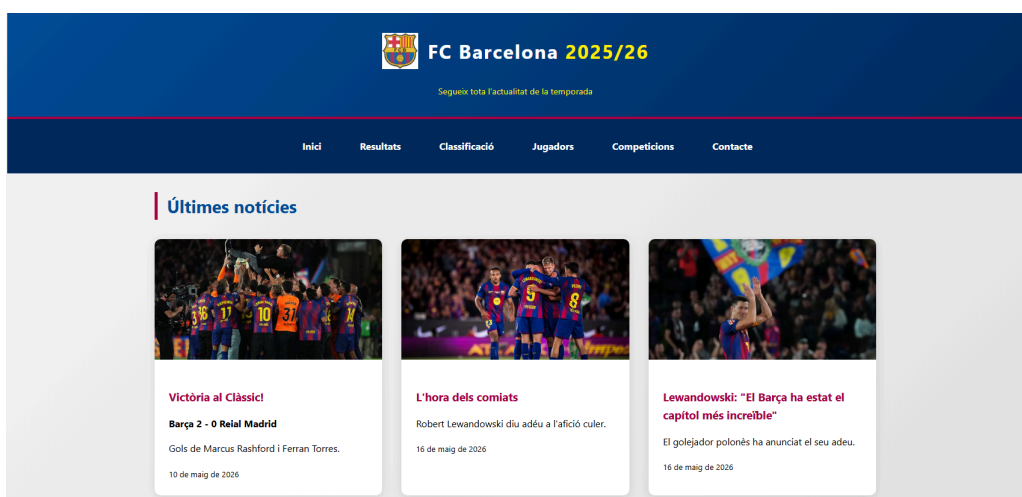 FC Barcelona 2025/26
Segueix tota l'actualitat de la temporada
Inici Resultats Classificació Jugadors Competicions Contacte
Últimes notícies
Victòria al Clàssic!
Barça 2 - 0 Reial Madrid
Gols de Marcus Rashford i Ferran Torres.
10 de maig de 2026
L'hora dels comiats
Robert Lewandowski diu adéu a l'afició culer.
16 de maig de 2026
Lewandowski: "El Barça ha estat el
capítol més increïble"
El golejador polonès ha anunciat el seu adeu.
16 de maig de 2026